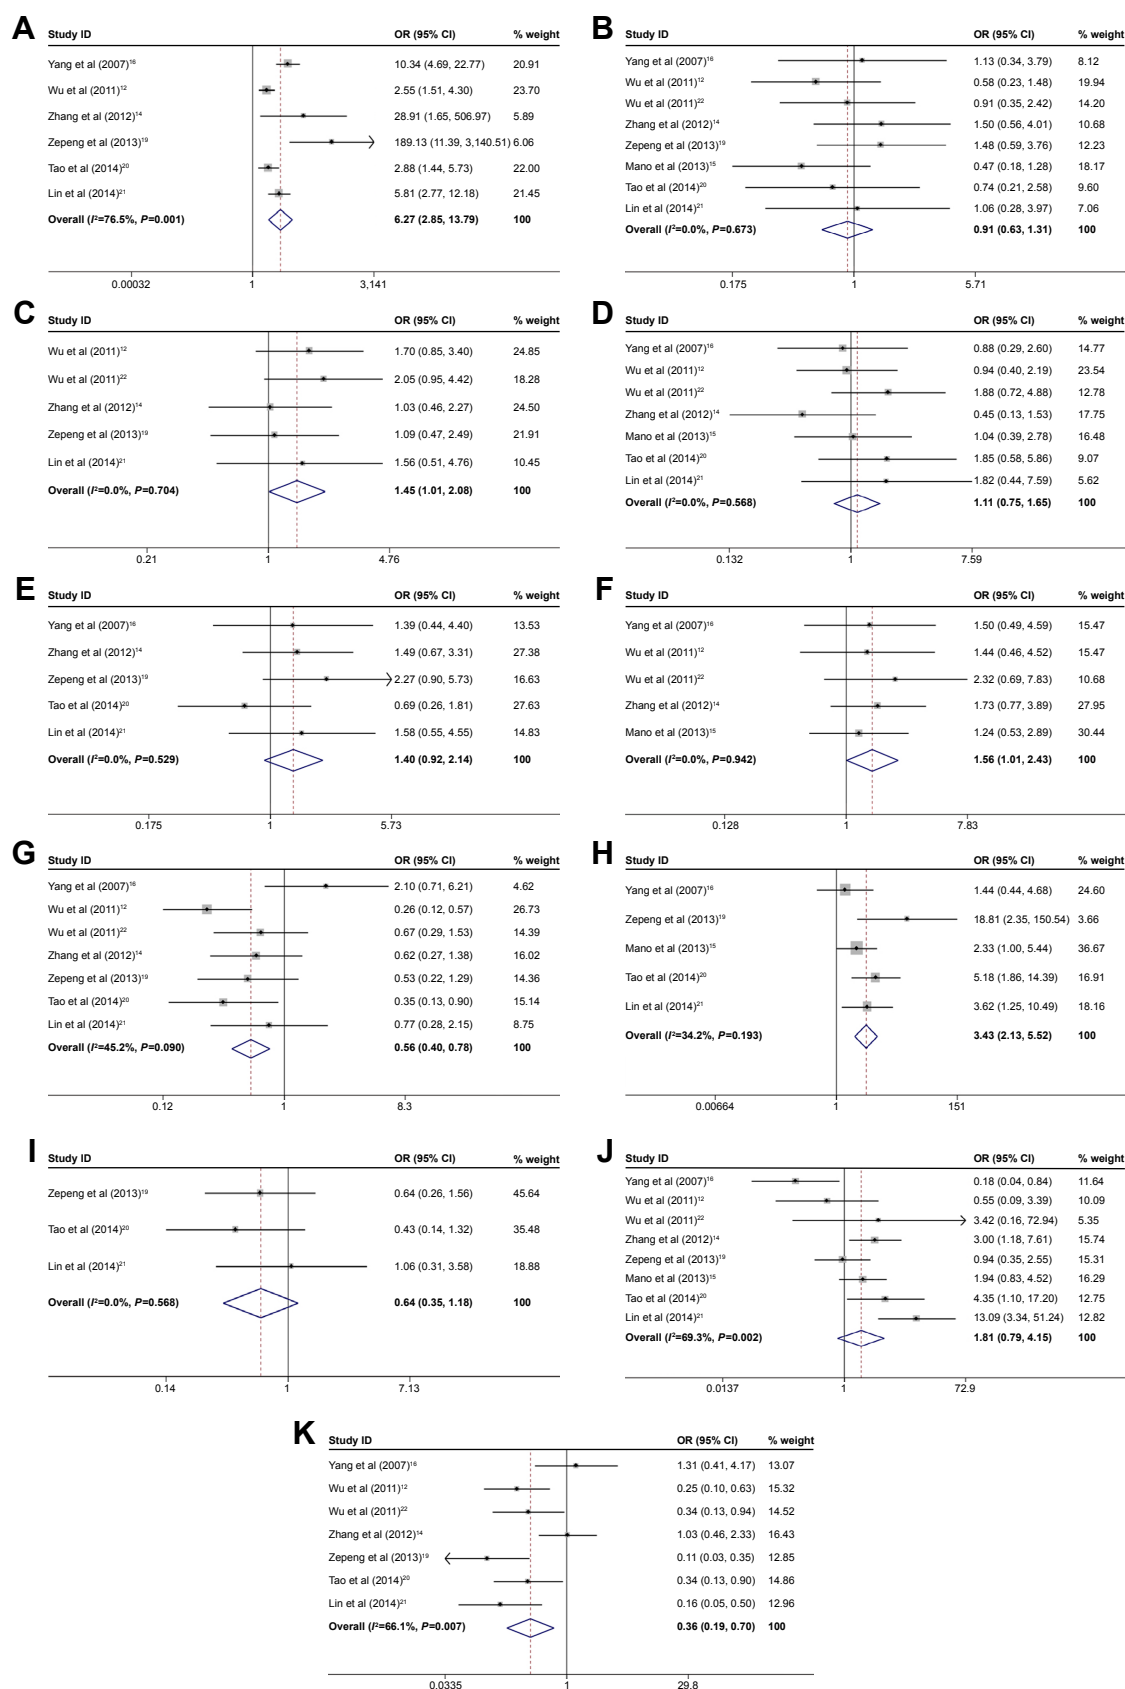 A
Study ID OR (95% CI) % weight
Yang et al (2007)16 10.34 (4.69, 22.77) 20.91
Wu et al (2011)12 2.55 (1.51, 4.30) 23.70
Zhang et al (2012)14 28.91 (1.65, 506.97) 5.89
Zepeng et al (2013)19 189.13 (11.39, 3,140.51) 6.06
Tao et al (2014)20 2.88 (1.44, 5.73) 22.00
Lin et al (2014)21 5.81 (2.77, 12.18) 21.45
Overall (I2=76.5%, P=0.001) 6.27 (2.85, 13.79) 100
0.00032 1 3,141
B
Study ID OR (95% CI) % weight
Yang et al (2007)16 1.13 (0.34, 3.79) 8.12
Wu et al (2011)12 0.58 (0.23, 1.48) 19.94
Wu et al (2011)22 0.91 (0.35, 2.42) 14.20
Zhang et al (2012)14 1.50 (0.56, 4.01) 10.68
Zepeng et al (2013)19 1.48 (0.59, 3.76) 12.23
Mano et al (2013)15 0.47 (0.18, 1.28) 18.17
Tao et al (2014)20 0.74 (0.21, 2.58) 9.60
Lin et al (2014)21 1.06 (0.28, 3.97) 7.06
Overall (I2=0.0%, P=0.673) 0.91 (0.63, 1.31) 100
0.175 1 5.71
C
Study ID OR (95% CI) % weight
Wu et al (2011)12 1.70 (0.85, 3.40) 24.85
Wu et al (2011)22 2.05 (0.95, 4.42) 18.28
Zhang et al (2012)14 1.03 (0.46, 2.27) 24.50
Zepeng et al (2013)19 1.09 (0.47, 2.49) 21.91
Lin et al (2014)21 1.56 (0.51, 4.76) 10.45
Overall (I2=0.0%, P=0.704) 1.45 (1.01, 2.08) 100
0.21 1 4.76
D
Study ID OR (95% CI) % weight
Yang et al (2007)16 0.88 (0.29, 2.60) 14.77
Wu et al (2011)12 0.94 (0.40, 2.19) 23.54
Wu et al (2011)22 1.88 (0.72, 4.88) 12.78
Zhang et al (2012)14 0.45 (0.13, 1.53) 17.75
Mano et al (2013)15 1.04 (0.39, 2.78) 16.48
Tao et al (2014)20 1.85 (0.58, 5.86) 9.07
Lin et al (2014)21 1.82 (0.44, 7.59) 5.62
Overall (I2=0.0%, P=0.568) 1.11 (0.75, 1.65) 100
0.132 1 7.59
E
Study ID OR (95% CI) % weight
Yang et al (2007)16 1.39 (0.44, 4.40) 13.53
Zhang et al (2012)14 1.49 (0.67, 3.31) 27.38
Zepeng et al (2013)19 2.27 (0.90, 5.73) 16.63
Tao et al (2014)20 0.69 (0.26, 1.81) 27.63
Lin et al (2014)21 1.58 (0.55, 4.55) 14.83
Overall (I2=0.0%, P=0.529) 1.40 (0.92, 2.14) 100
0.175 1 5.73
F
Study ID OR (95% CI) % weight
Yang et al (2007)16 1.50 (0.49, 4.59) 15.47
Wu et al (2011)12 1.44 (0.46, 4.52) 15.47
Wu et al (2011)22 2.32 (0.69, 7.83) 10.68
Zhang et al (2012)14 1.73 (0.77, 3.89) 27.95
Mano et al (2013)15 1.24 (0.53, 2.89) 30.44
Overall (I2=0.0%, P=0.942) 1.56 (1.01, 2.43) 100
0.128 1 7.83
G
Study ID OR (95% CI) % weight
Yang et al (2007)16 2.10 (0.71, 6.21) 4.62
Wu et al (2011)12 0.26 (0.12, 0.57) 26.73
Wu et al (2011)22 0.67 (0.29, 1.53) 14.39
Zhang et al (2012)14 0.62 (0.27, 1.38) 16.02
Zepeng et al (2013)19 0.53 (0.22, 1.29) 14.36
Tao et al (2014)20 0.35 (0.13, 0.90) 15.14
Lin et al (2014)21 0.77 (0.28, 2.15) 8.75
Overall (I2=45.2%, P=0.090) 0.56 (0.40, 0.78) 100
0.12 1 8.3
H
Study ID OR (95% CI) % weight
Yang et al (2007)16 1.44 (0.44, 4.68) 24.60
Zepeng et al (2013)19 18.81 (2.35, 150.54) 3.66
Mano et al (2013)15 2.33 (1.00, 5.44) 36.67
Tao et al (2014)20 5.18 (1.86, 14.39) 16.91
Lin et al (2014)21 3.62 (1.25, 10.49) 18.16
Overall (I2=34.2%, P=0.193) 3.43 (2.13, 5.52) 100
0.00664 1 151
I
Study ID OR (95% CI) % weight
Zepeng et al (2013)19 0.64 (0.26, 1.56) 45.64
Tao et al (2014)20 0.43 (0.14, 1.32) 35.48
Lin et al (2014)21 1.06 (0.31, 3.58) 18.88
Overall (I2=0.0%, P=0.568) 0.64 (0.35, 1.18) 100
0.14 1 7.13
J
Study ID OR (95% CI) % weight
Yang et al (2007)16 0.18 (0.04, 0.84) 11.64
Wu et al (2011)12 0.55 (0.09, 3.39) 10.09
Wu et al (2011)22 3.42 (0.16, 72.94) 5.35
Zhang et al (2012)14 3.00 (1.18, 7.61) 15.74
Zepeng et al (2013)19 0.94 (0.35, 2.55) 15.31
Mano et al (2013)15 1.94 (0.83, 4.52) 16.29
Tao et al (2014)20 4.35 (1.10, 17.20) 12.75
Lin et al (2014)21 13.09 (3.34, 51.24) 12.82
Overall (I2=69.3%, P=0.002) 1.81 (0.79, 4.15) 100
0.0137 1 72.9
K
Study ID OR (95% CI) % weight
Yang et al (2007)16 1.31 (0.41, 4.17) 13.07
Wu et al (2011)12 0.25 (0.10, 0.63) 15.32
Wu et al (2011)22 0.34 (0.13, 0.94) 14.52
Zhang et al (2012)14 1.03 (0.46, 2.33) 16.43
Zepeng et al (2013)19 0.11 (0.03, 0.35) 12.85
Tao et al (2014)20 0.34 (0.13, 0.90) 14.86
Lin et al (2014)21 0.16 (0.05, 0.50) 12.96
Overall (I2=66.1%, P=0.007) 0.36 (0.19, 0.70) 100
0.0335 1 29.8